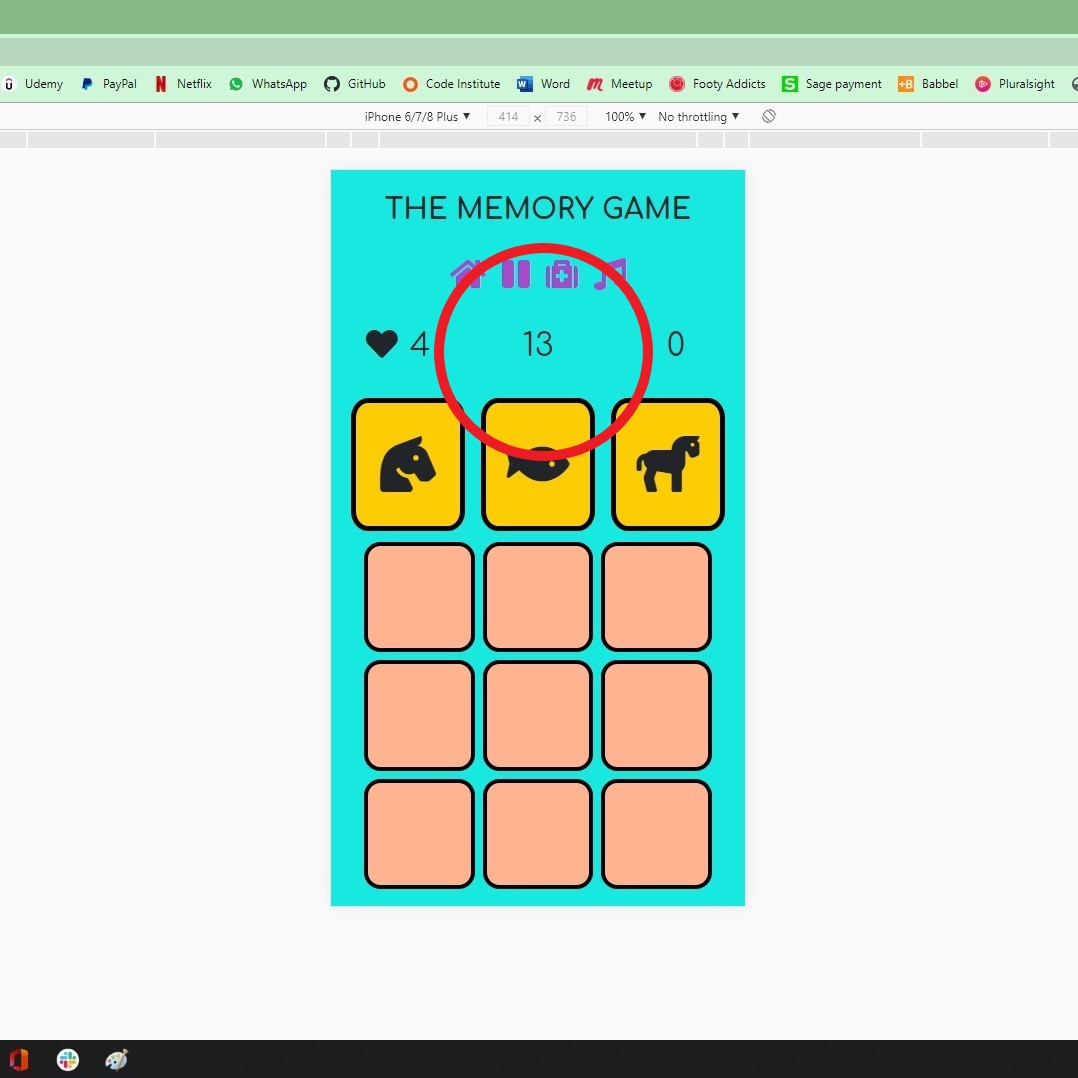 Udemy PayPal Netflix WhatsApp GitHub Code Institute Word Meetup Footy Addicts Sage payment Babbel Pluralsight
iPhone 6/7/8 Plus ▼ 414 x 736 100% ▼ No throttling ▼
THE MEMORY GAME
4 13 0